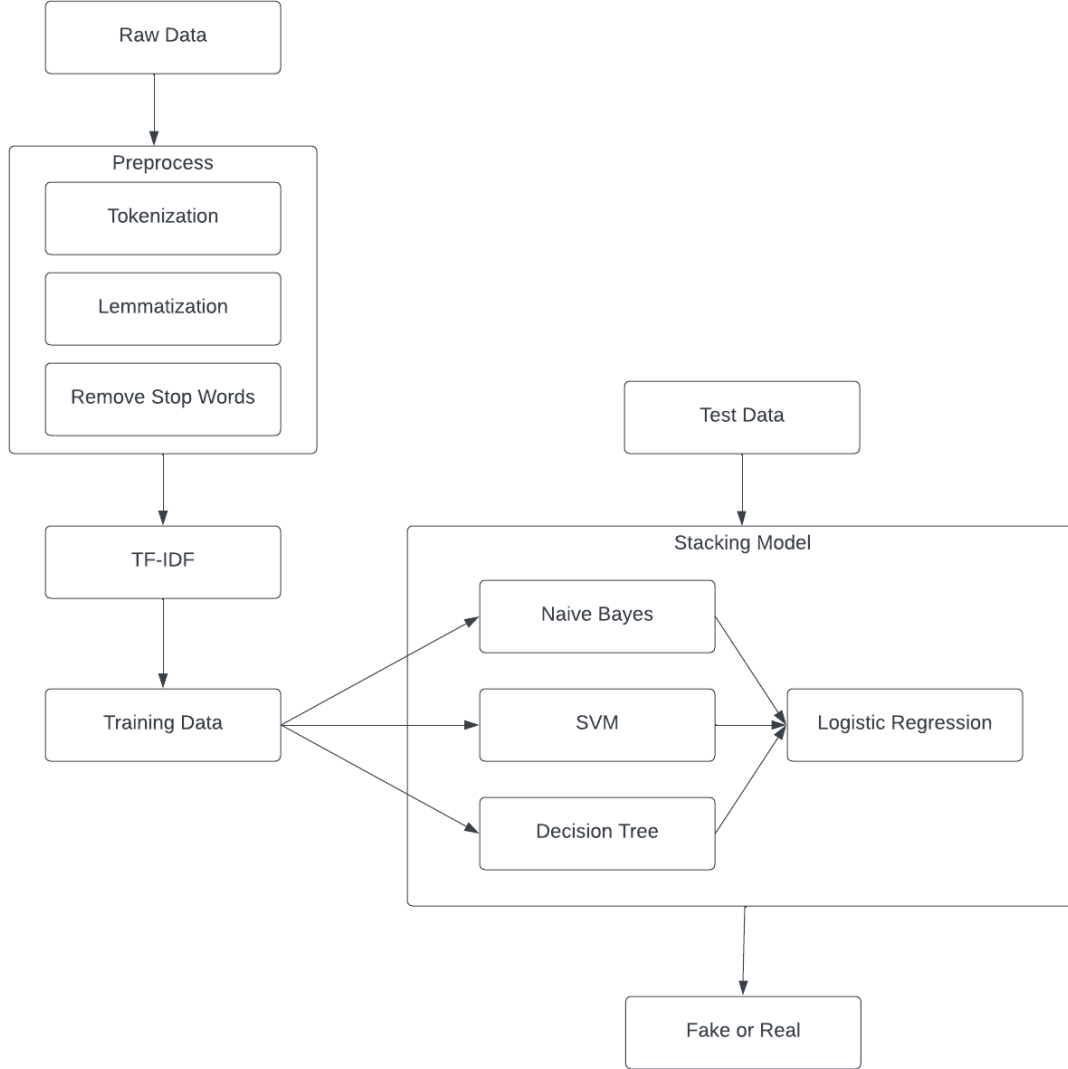 Raw Data
Preprocess
Tokenization
Lemmatization
Remove Stop Words
TF-IDF
Training Data
Test Data
Stacking Model
Naive Bayes
SVM
Decision Tree
Logistic Regression
Fake or Real